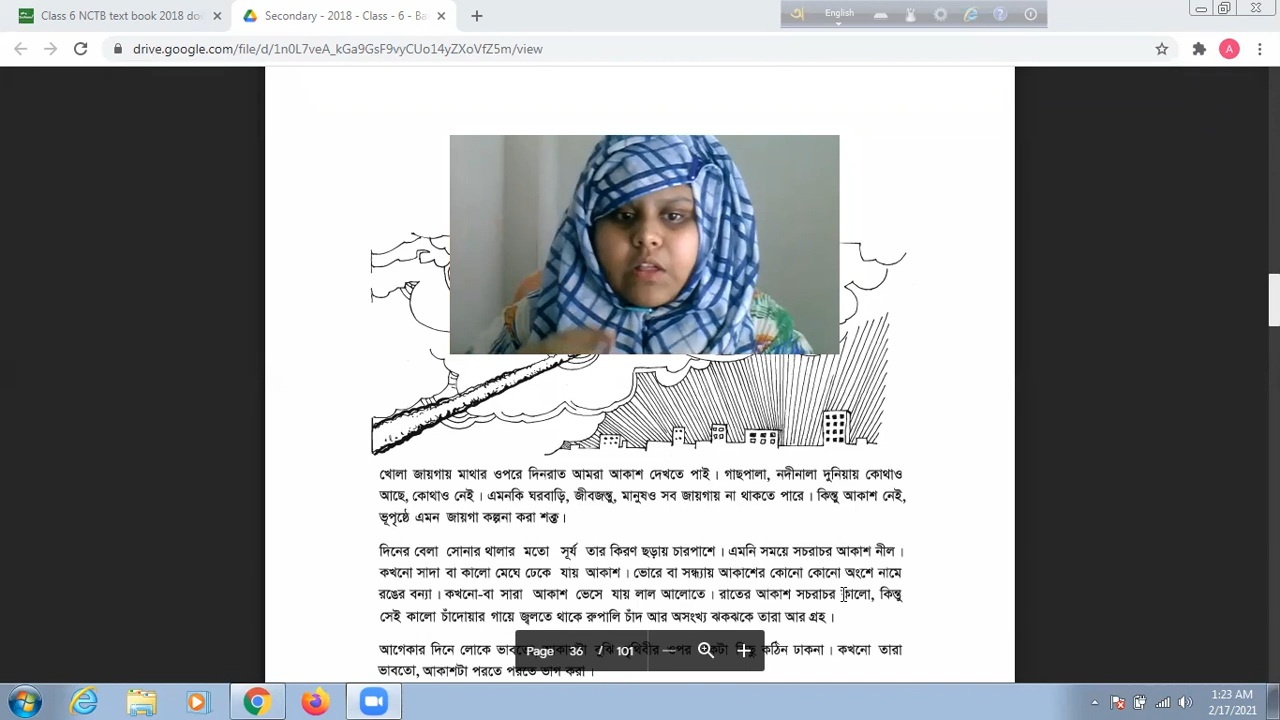 Class 6 NCTB text book 2018 do
Secondary - 2018 - Class - 6 - Ba
English
drive.google.com/file/d/1n0L7veA_kGa9GsF9vyCUo14yZXoVfZ5m/view
A
খোলা জায়গায় মাথার ওপরে দিনরাত আমরা আকাশ দেখতে পাই। গাছপালা, নদীনালা দুনিয়ায় কোথাও
আছে, কোথাও নেই। এমনকি ঘরবাড়ি, জীবজন্তু, মানুষও সব জায়গায় না থাকতে পারে। কিন্তু আকাশ নেই,
ভূপৃষ্ঠে এমন জায়গা কল্পনা করা শক্ত।
দিনের বেলা সোনার থালার মতো সূর্য তার কিরণ ছড়ায় চারপাশে। এমনি সময়ে সচরাচর আকাশ নীল।
কখনো সাদা বা কালো মেঘে ঢেকে যায় আকাশ। ভোরে বা সন্ধ্যায় আকাশের কোনো কোনো অংশে নামে
রঙের বন্যা। কখনো-বা সারা আকাশ ভেসে যায় লাল আলোতে। রাতের আকাশ সচরাচর কালো, কিন্তু
সেই কালো চাঁদোয়ার গায়ে জ্বলতে থাকে রুপালি চাঁদ আর অসংখ্য ঝকঝকে তারা আর গ্রহ।
আগেকার দিনে লোকে কঠিন ঢাকনা। কখনো তারা
ভাবতো, আকাশটা পরতে পরতে ভাগ করা।
Page 36 / 101
1:23 AM
2/17/2021